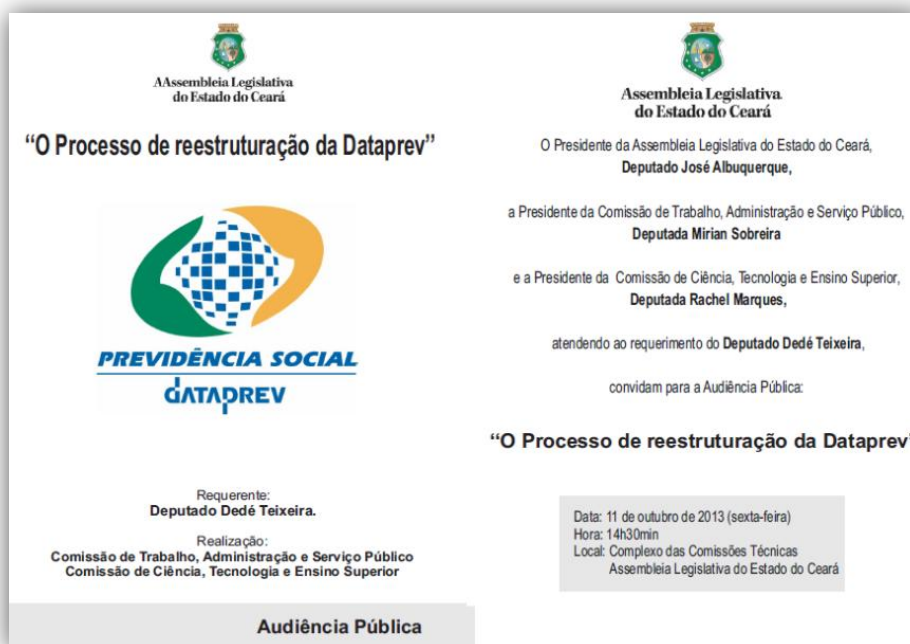 AAssembleia Legislativa
do Estado do Ceará
“O Processo de reestruturação da Dataprev”
PREVIDÊNCIA SOCIAL
dATAPREV
Requerente:
Deputado Dedé Teixeira.
Realização:
Comissão de Trabalho, Administração e Serviço Público
Comissão de Ciência, Tecnologia e Ensino Superior
Audiência Pública
Assembleia Legislativa
do Estado do Ceará
O Presidente da Assembleia Legislativa do Estado do Ceará,
Deputado José Albuquerque,
a Presidente da Comissão de Trabalho, Administração e Serviço Público,
Deputada Mirian Sobreira
e a Presidente da Comissão de Ciência, Tecnologia e Ensino Superior,
Deputada Rachel Marques,
atendendo ao requerimento do Deputado Dedé Teixeira,
convidam para a Audiência Pública:
“O Processo de reestruturação da Dataprev”
Data: 11 de outubro de 2013 (sexta-feira)
Hora: 14h30min
Local: Complexo das Comissões Técnicas
Assembleia Legislativa do Estado do Ceará